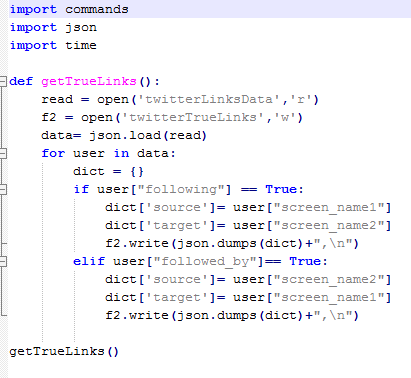 import commands
import json
import time
def getTrueLinks():
    read = open('twitterLinksData','r')
    f2 = open('twitterTrueLinks','w')
    data= json.load(read)
    for user in data:
        dict = {}
        if user["following"] == True:
            dict['source']= user["screen_name1"]
            dict['target']= user["screen_name2"]
            f2.write(json.dumps(dict)+",\n")
        elif user["followed_by"]== True:
            dict['source']= user["screen_name2"]
            dict['target']= user["screen_name1"]
            f2.write(json.dumps(dict)+",\n")
getTrueLinks()